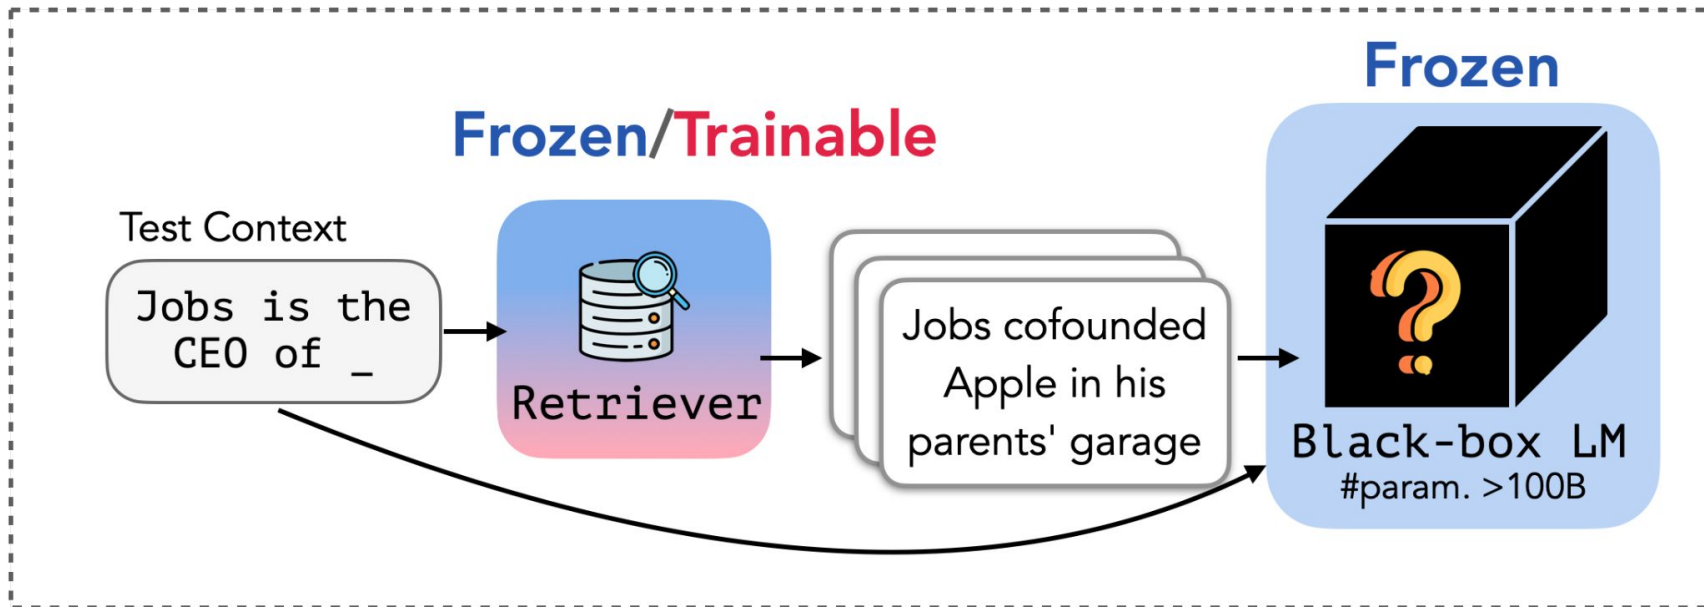 Frozen
Frozen/Trainable
Test Context
Jobs is the
CEO of _
Retriever
Jobs cofounded
Apple in his
parents' garage
?
Black-box LM
#param. >100B